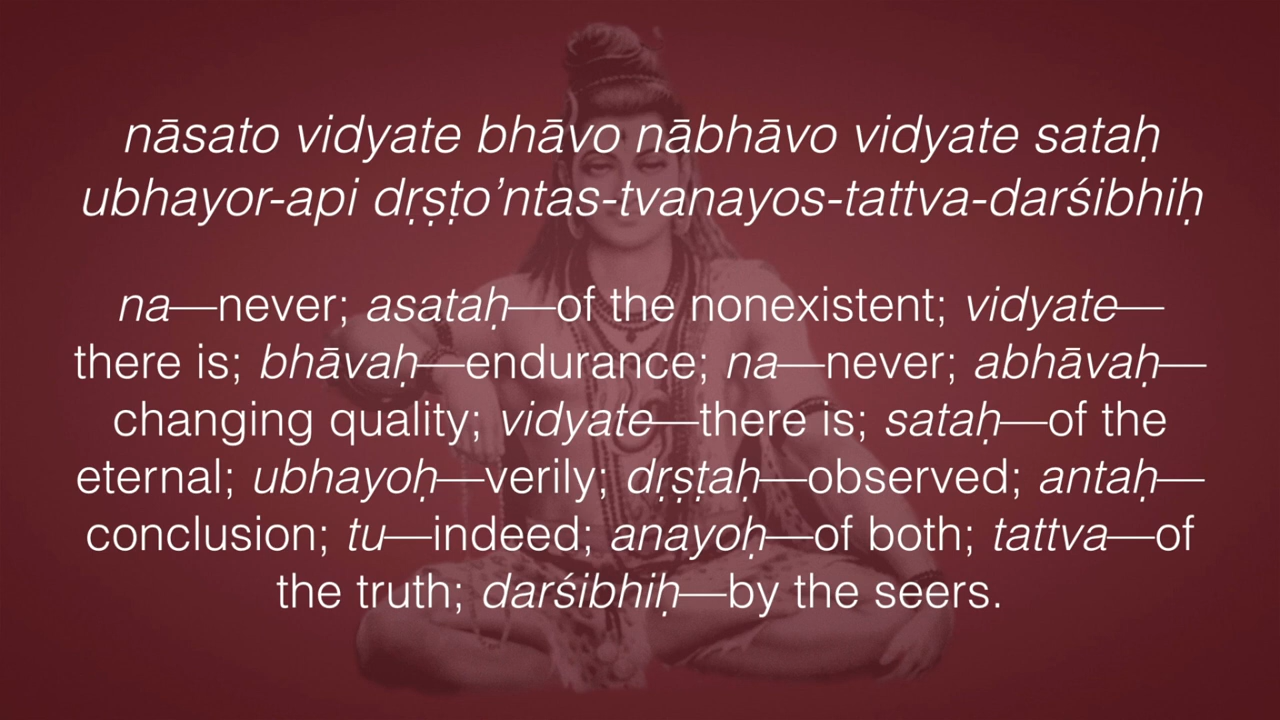 nāsato vidyate bhāvo nābhāvo vidyate sataḥ
ubhayor-api dṛṣṭo’ntas-tvanayos-tattva-darśibhiḥ
na—never; asataḥ—of the nonexistent; vidyate—
there is; bhāvaḥ—endurance; na—never; abhāvaḥ—
changing quality; vidyate—there is; sataḥ—of the
eternal; ubhayoḥ—verily; dṛṣṭaḥ—observed; antaḥ—
conclusion; tu—indeed; anayoḥ—of both; tattva—of
the truth; darśibhiḥ—by the seers.